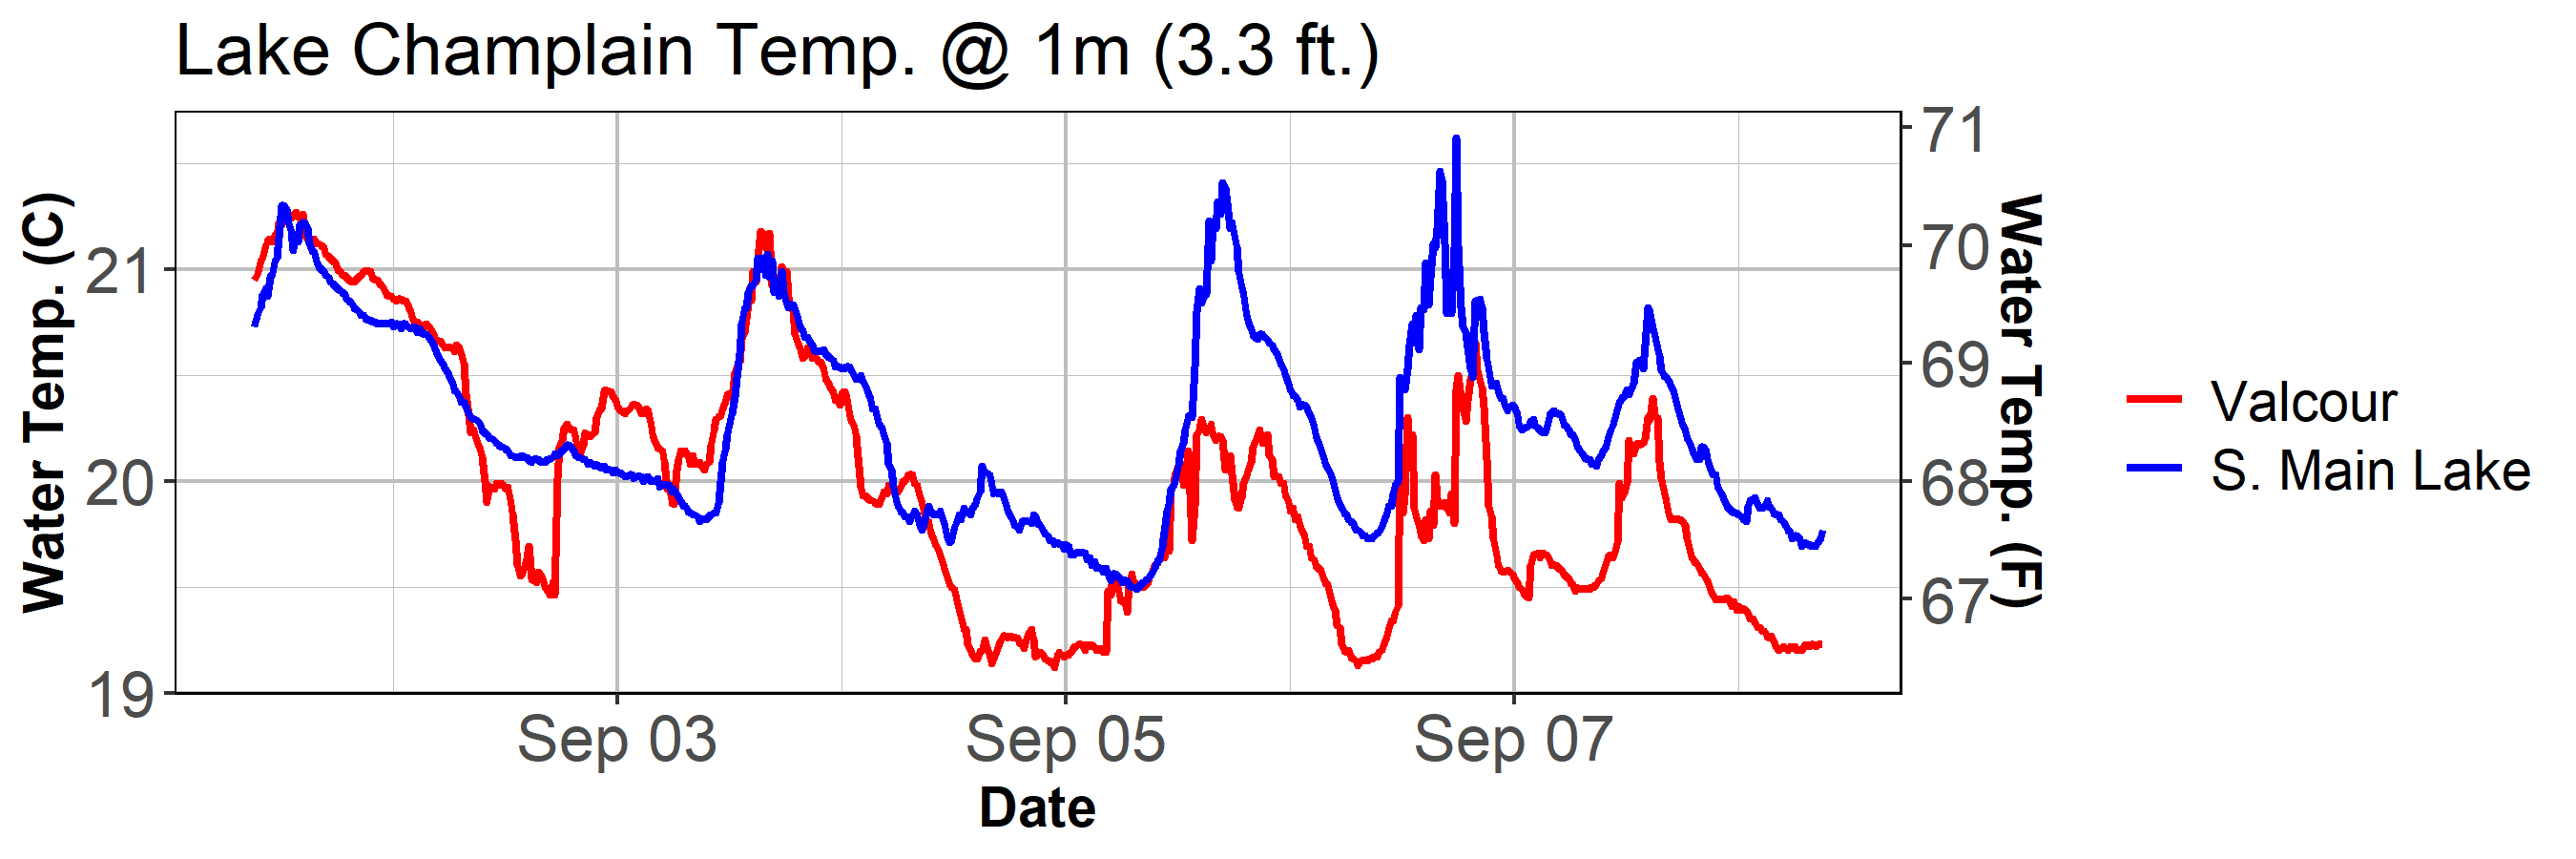 Lake Champlain Temp. @ 1m (3.3 ft.)
Water Temp. (C)
21
20
19
71
70
69
68
67
Water Temp. (F)
Sep 03
Sep 05
Sep 07
Date
Valcour
S. Main Lake